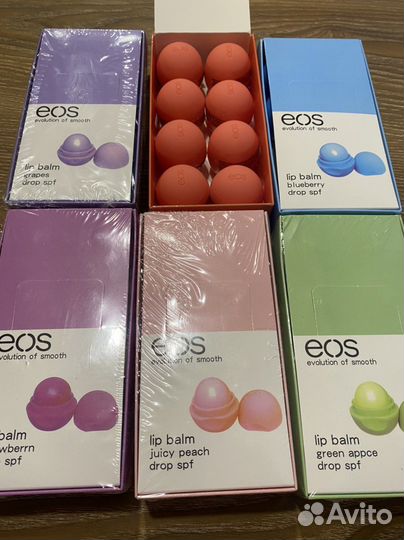 eos
evolution of smooth
lip balm
grapes
drop spf
eos
evolution of smooth
lip balm
blueberry
drop spf
eos
evolution of smooth
lip balm
wberrn
spf
eos
evolution of smooth
lip balm
juicy peach
drop spf
eos
evolution of smooth
lip balm
green appce
drop spf
Avito